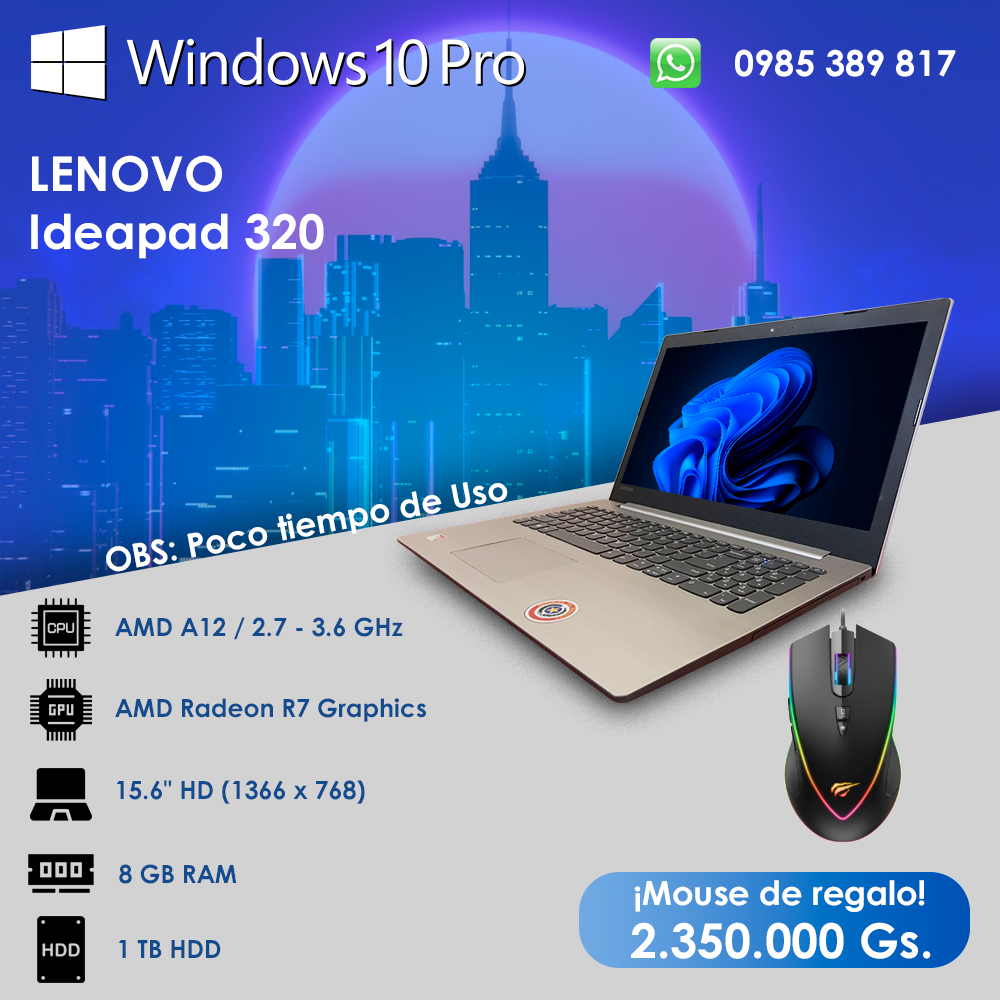 Windows 10 Pro
0985 389 817
LENOVO
Ideapad 320
OBS: Poco tiempo de Uso
CPU
AMD A12 / 2.7 - 3.6 GHz
GPU
AMD Radeon R7 Graphics
15.6" HD (1366 x 768)
8 GB RAM
HDD
1 TB HDD
¡Mouse de regalo!
2.350.000 Gs.